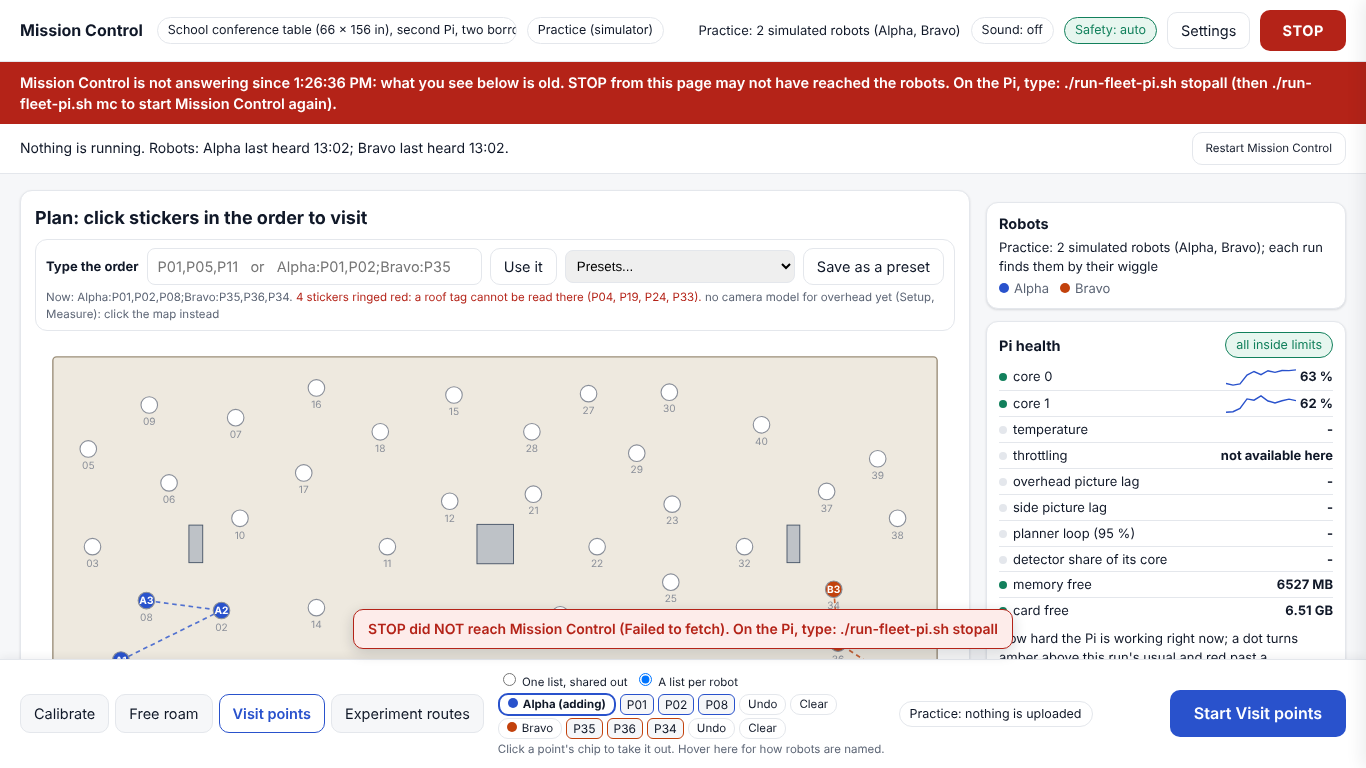 Mission Control
School conference table (66 × 156 in), second Pi, two
Practice (simulator)
Practice: 2 simulated robots (Alpha, Bravo)
Sound: off
Safety: auto
Settings
STOP
Mission Control is not answering since 1:26:36 PM: what you see below is old. STOP from this page may not have reached the robots. On the Pi, type: ./run-fleet-pi.sh stopall (then ./run-
fleet-pi.sh mc to start Mission Control again).
Nothing is running. Robots: Alpha last heard 13:02; Bravo last heard 13:02.
Restart Mission Control
Plan: click stickers in the order to visit
Type the order
P01,P05,P11 or Alpha:P01,P02;Bravo:P35
Use it
Presets...
Save as a preset
Now: Alpha:P01,P02,P08;Bravo:P35,P36,P34. 4 stickers ringed red: a roof tag cannot be read there (P04, P19, P24, P33). no camera model for overhead yet (Setup,
Measure): click the map instead
16
15
27
30
09
07
18
28
40
05
29
39
06
17
12
21
23
37
10
38
03
11
22
32
25
A3
08
A2
02
14
B3
34
Robots
Practice: 2 simulated robots (Alpha, Bravo); each run
finds them by their wiggle
Alpha
Bravo
Pi health
all inside limits
core 0 63 %
core 1 62 %
temperature -
throttling not available here
overhead picture lag -
side picture lag -
planner loop (95 %) -
detector share of its core -
memory free 6527 MB
card free 6.51 GB
how hard the Pi is working right now; a dot turns
amber above this run's usual and red past a
STOP did NOT reach Mission Control (Failed to fetch). On the Pi, type: ./run-fleet-pi.sh stopall
Calibrate
Free roam
Visit points
Experiment routes
One list, shared out
A list per robot
Alpha (adding)
P01
P02
P08
Undo
Clear
Bravo
P35
P36
P34
Undo
Clear
Click a point's chip to take it out. Hover here for how robots are named.
Practice: nothing is uploaded
Start Visit points